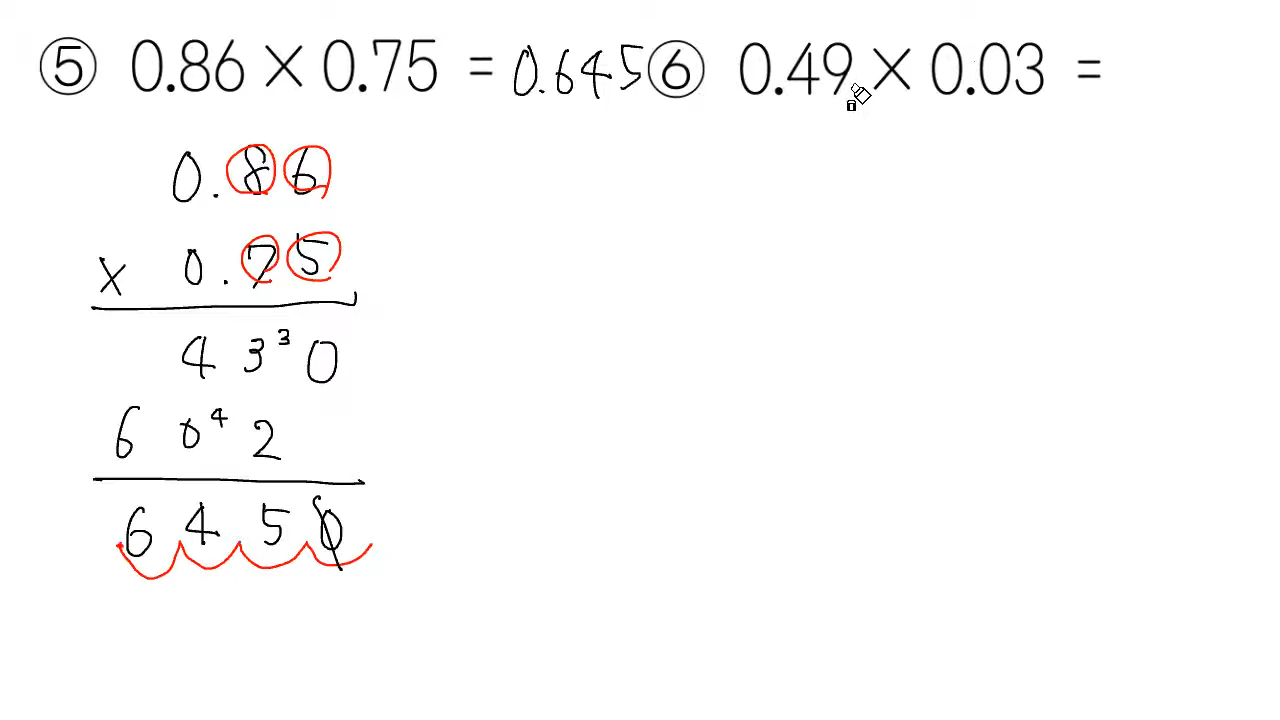 ⑤ 0.86 × 0.75 = 0.645 ⑥ 0.49 × 0.03 =
0.86
× 0.75
4 3 ³ 0
6 0 ⁴ 2
6 4 5 0